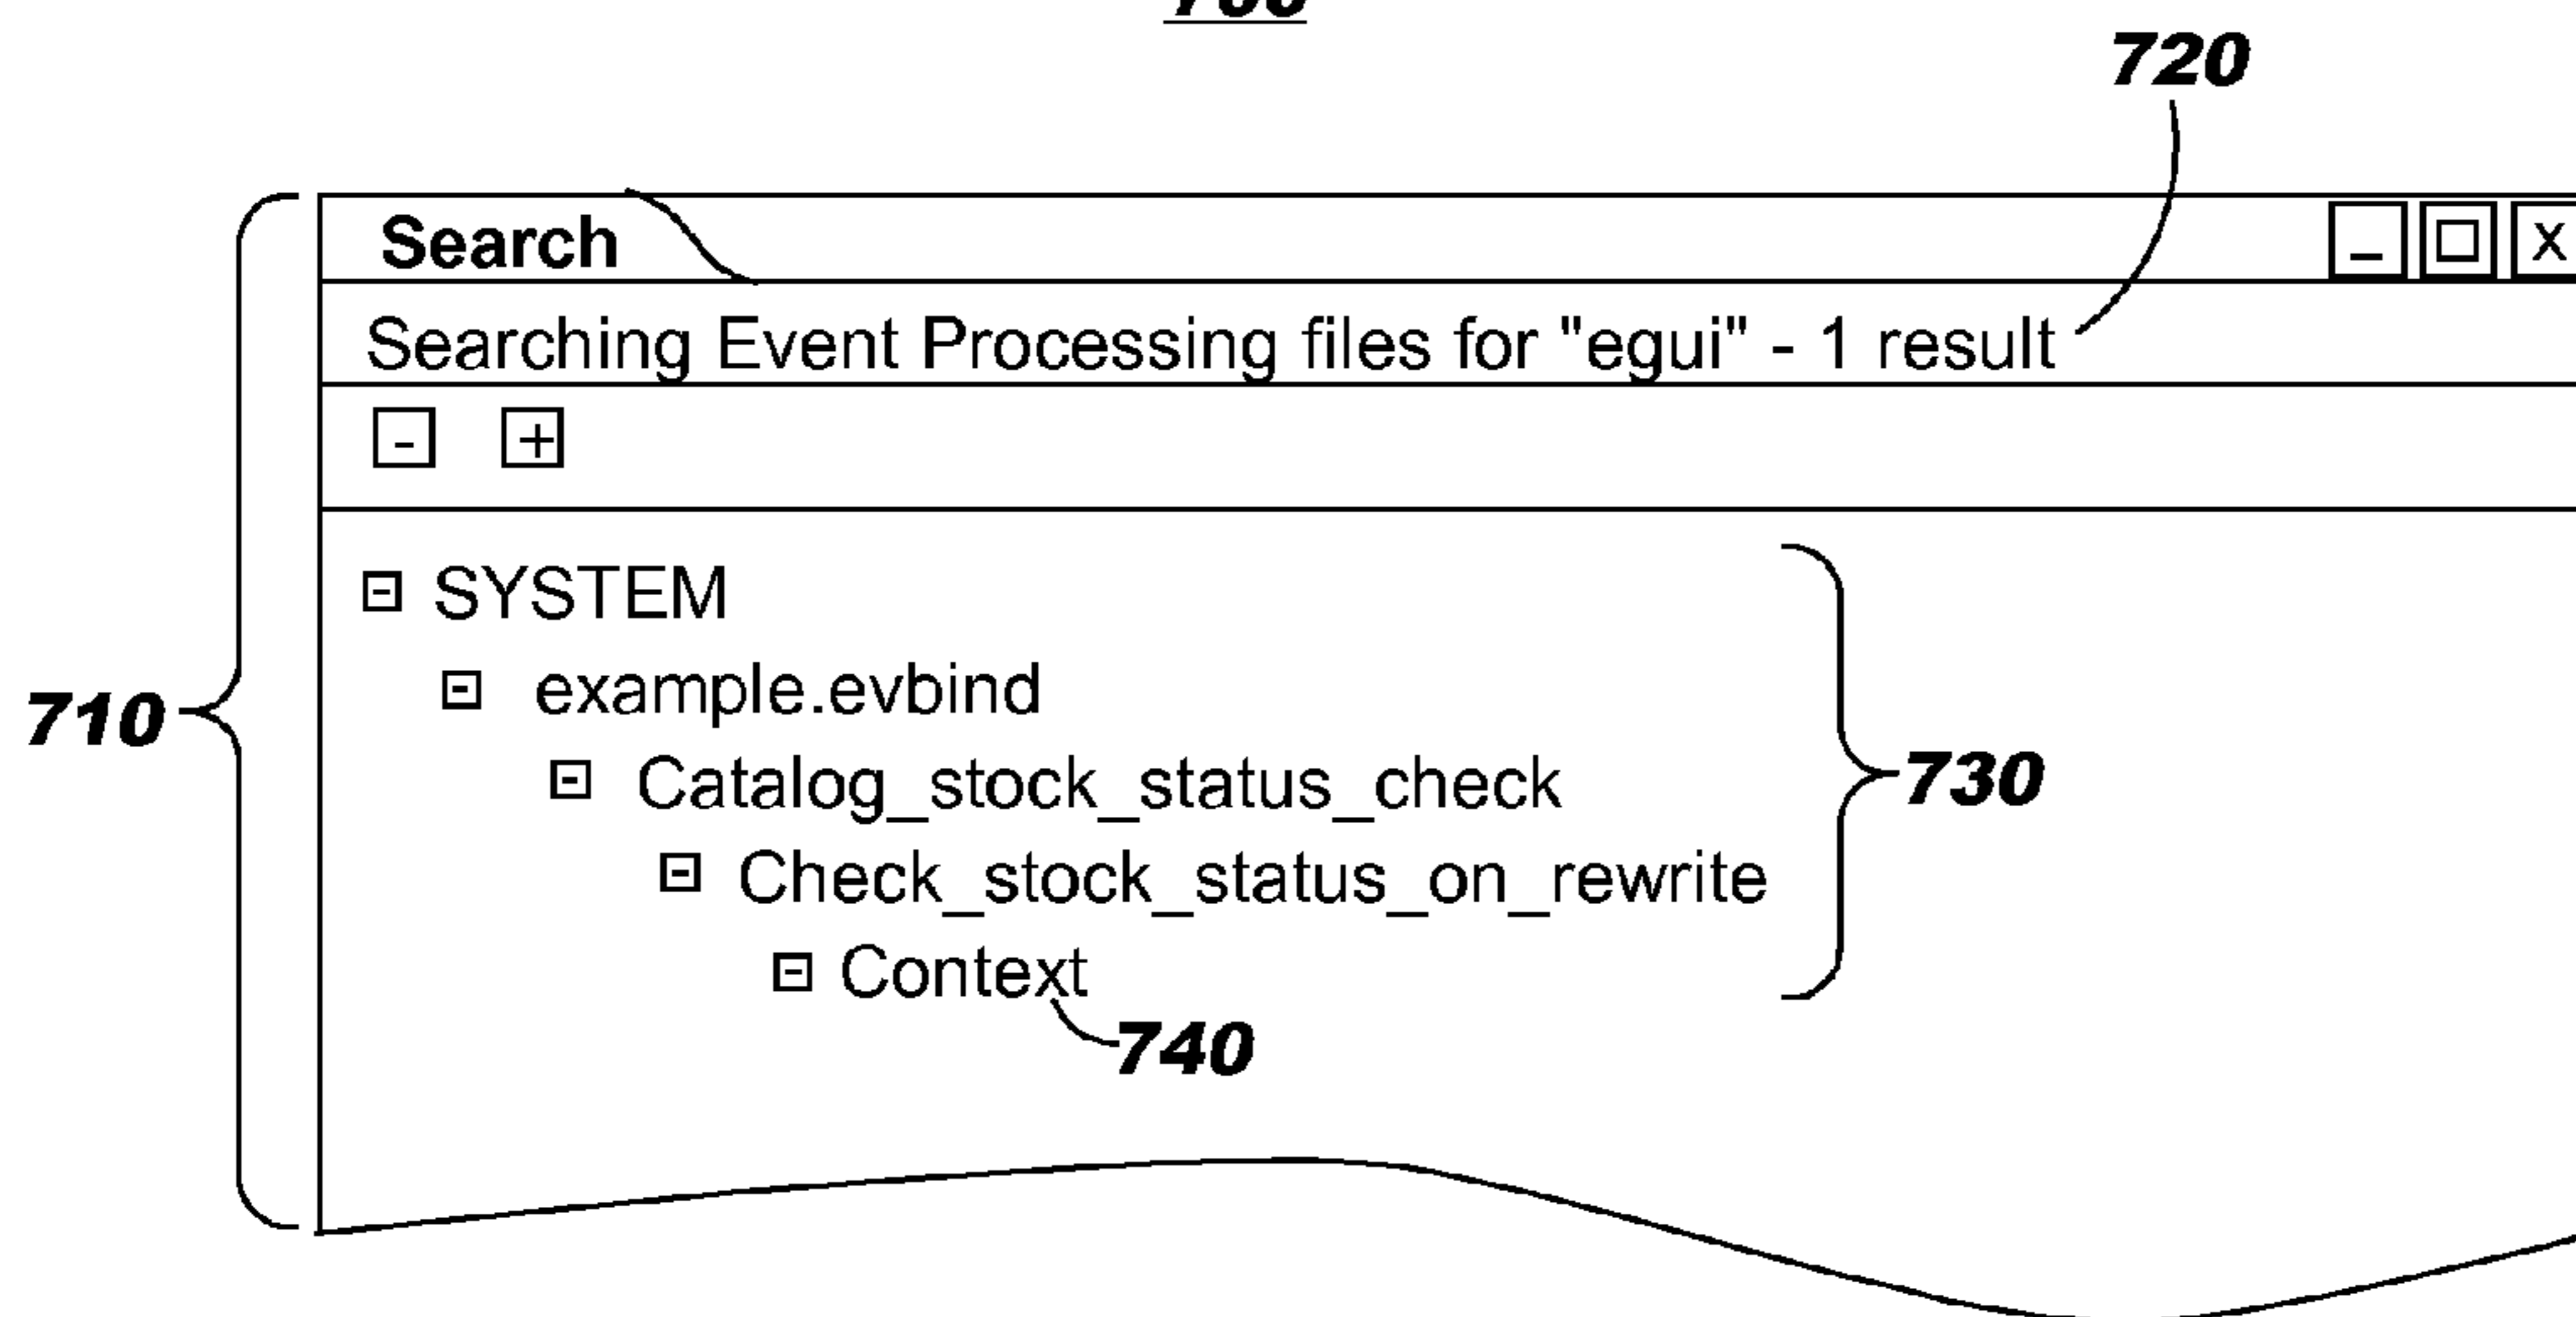 720
Search
Searching Event Processing files for "egui" - 1 result
- +
SYSTEM
example.evbind
710
Catalog_stock_status_check
730
Check_stock_status_on_rewrite
Context
740